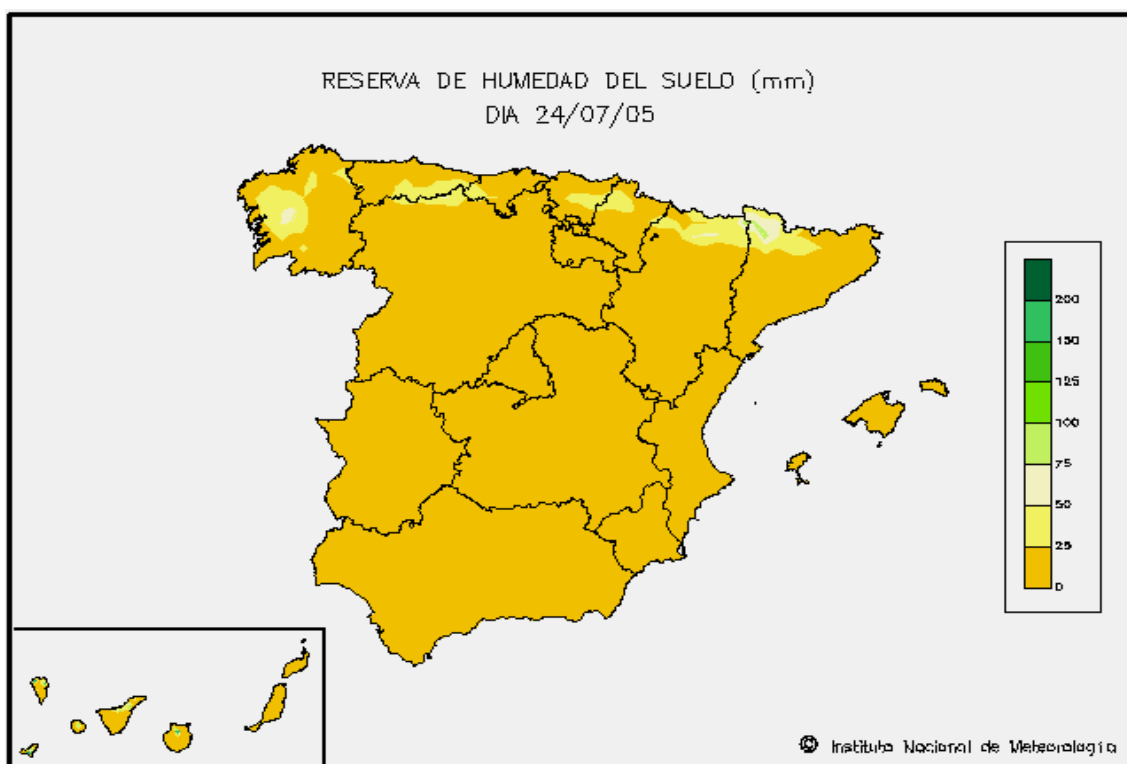 RESERVA DE HUMEDAD DEL SUELO (mm)
DIA 24/07/05
200
150
125
100
75
50
25
0
© Instituto Nacional de Meteorología